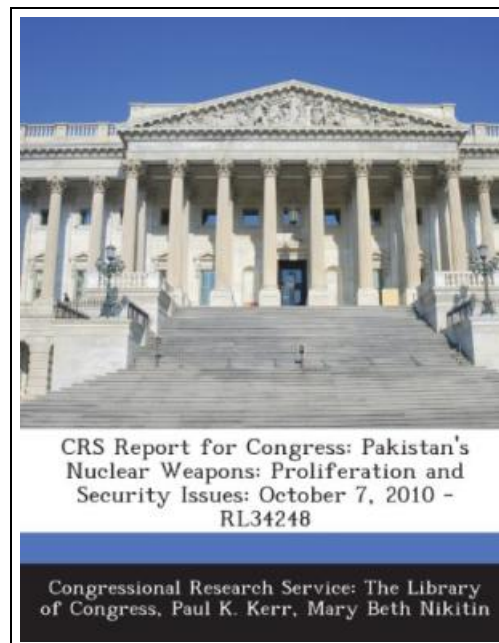 CRS Report for Congress: Pakistan's
Nuclear Weapons: Proliferation and
Security Issues: October 7, 2010 -
RL34248
Congressional Research Service: The Library
of Congress, Paul K. Kerr, Mary Beth Nikitin